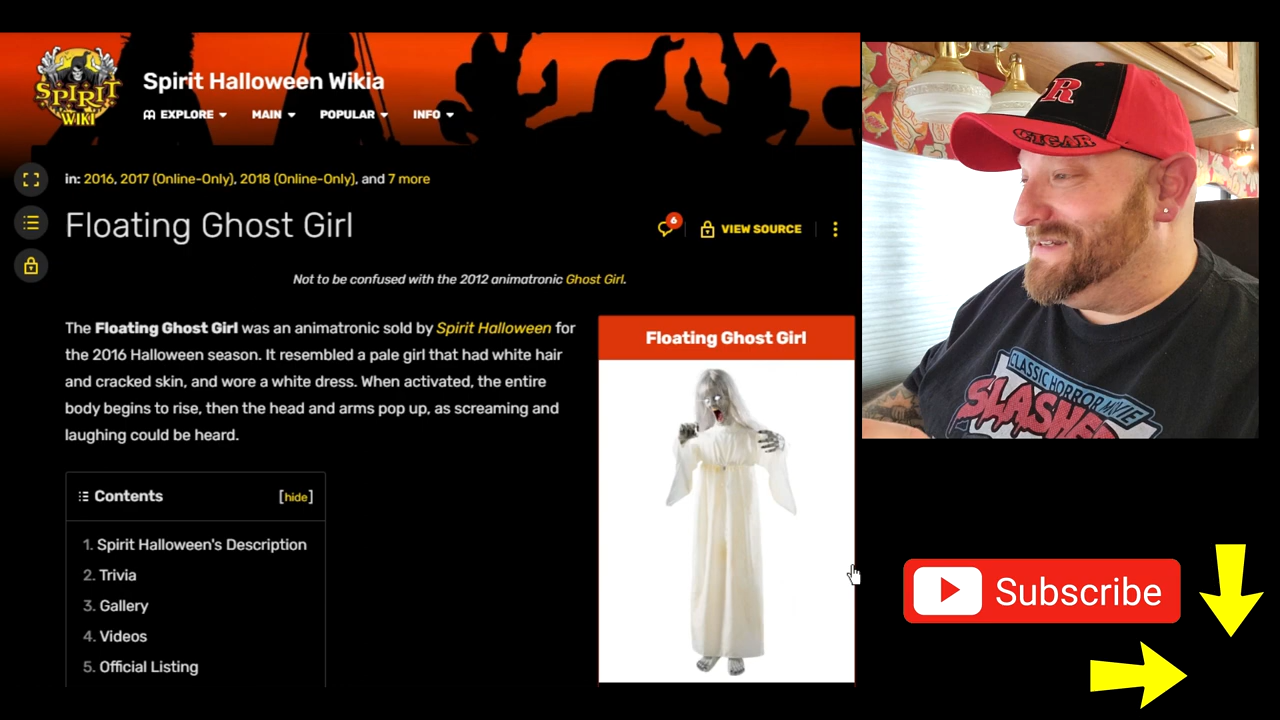 SPIRIT
WIKI
Spirit Halloween Wikia
EXPLORE MAIN POPULAR INFO
in: 2016, 2017 (Online-Only), 2018 (Online-Only), and 7 more
Floating Ghost Girl
6
VIEW SOURCE
Not to be confused with the 2012 animatronic Ghost Girl.
The Floating Ghost Girl was an animatronic sold by Spirit Halloween for
the 2016 Halloween season. It resembled a pale girl that had white hair
and cracked skin, and wore a white dress. When activated, the entire
body begins to rise, then the head and arms pop up, as screaming and
laughing could be heard.
Floating Ghost Girl
Contents [hide]
1. Spirit Halloween's Description
2. Trivia
3. Gallery
4. Videos
5. Official Listing
R
CIGAR
CLASSIC HORROR MOVIE
SLASHER
Subscribe